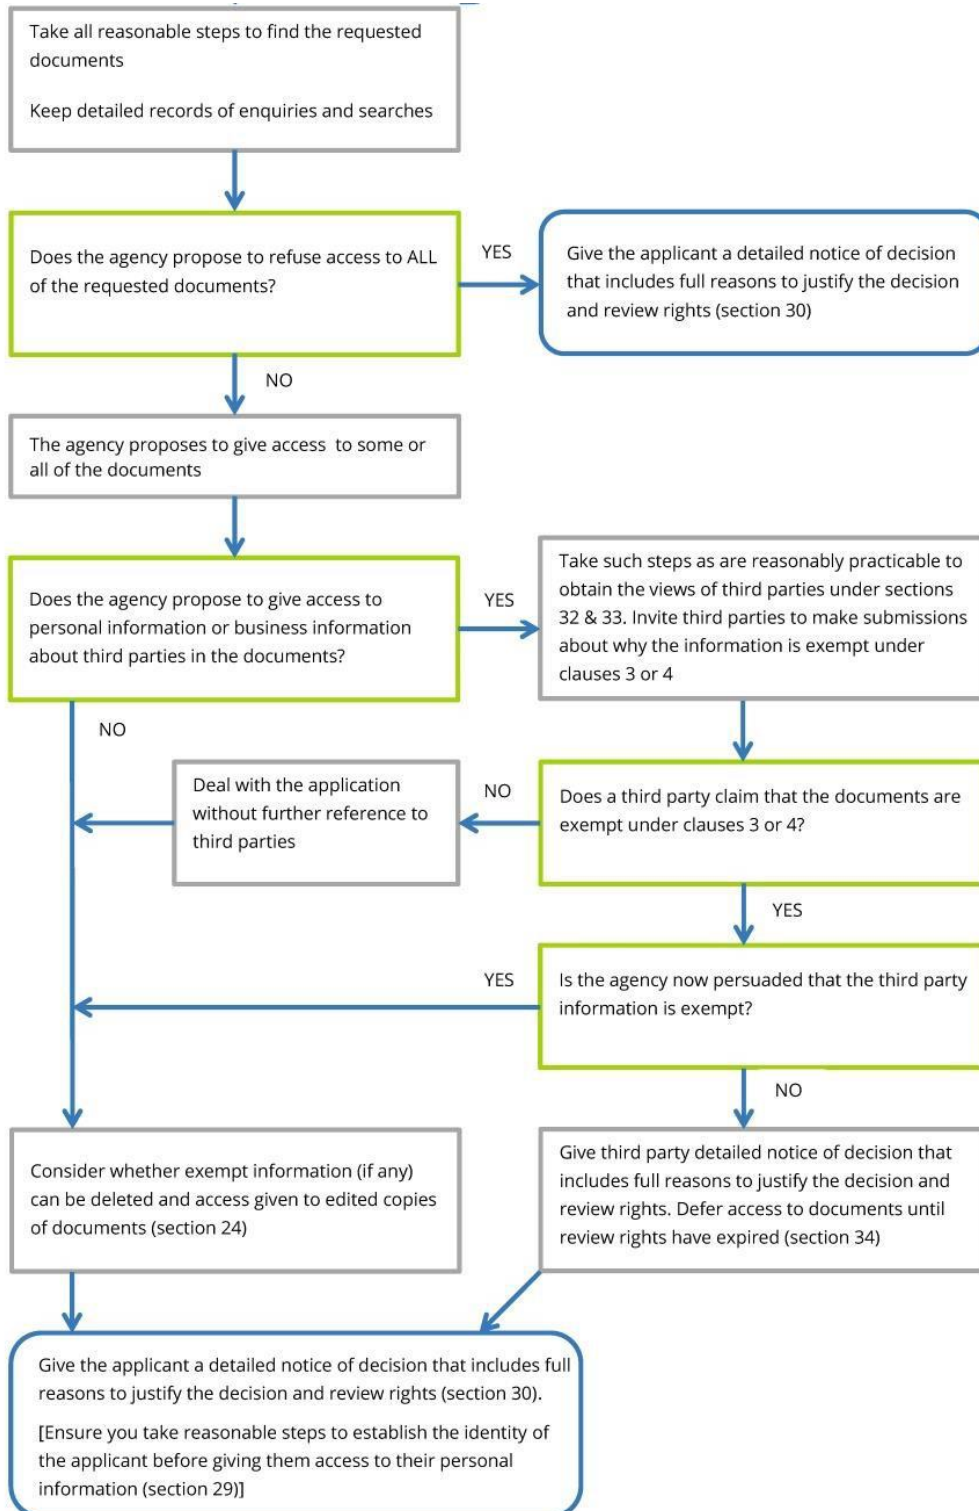 Take all reasonable steps to find the requested
documents
Keep detailed records of enquiries and searches
Does the agency propose to refuse access to ALL
of the requested documents?
YES
Give the applicant a detailed notice of decision
that includes full reasons to justify the decision
and review rights (section 30)
NO
The agency proposes to give access to some or
all of the documents
Does the agency propose to give access to
personal information or business information
about third parties in the documents?
YES
Take such steps as are reasonably practicable to
obtain the views of third parties under sections
32 & 33. Invite third parties to make submissions
about why the information is exempt under
clauses 3 or 4
NO
Deal with the application
without further reference to
third parties
NO
Does a third party claim that the documents are
exempt under clauses 3 or 4?
YES
YES
Is the agency now persuaded that the third party
information is exempt?
NO
Consider whether exempt information (if any)
can be deleted and access given to edited copies
of documents (section 24)
Give third party detailed notice of decision that
includes full reasons to justify the decision and
review rights. Defer access to documents until
review rights have expired (section 34)
Give the applicant a detailed notice of decision that includes full
reasons to justify the decision and review rights (section 30).
[Ensure you take reasonable steps to establish the identity of
the applicant before giving them access to their personal
information (section 29)]